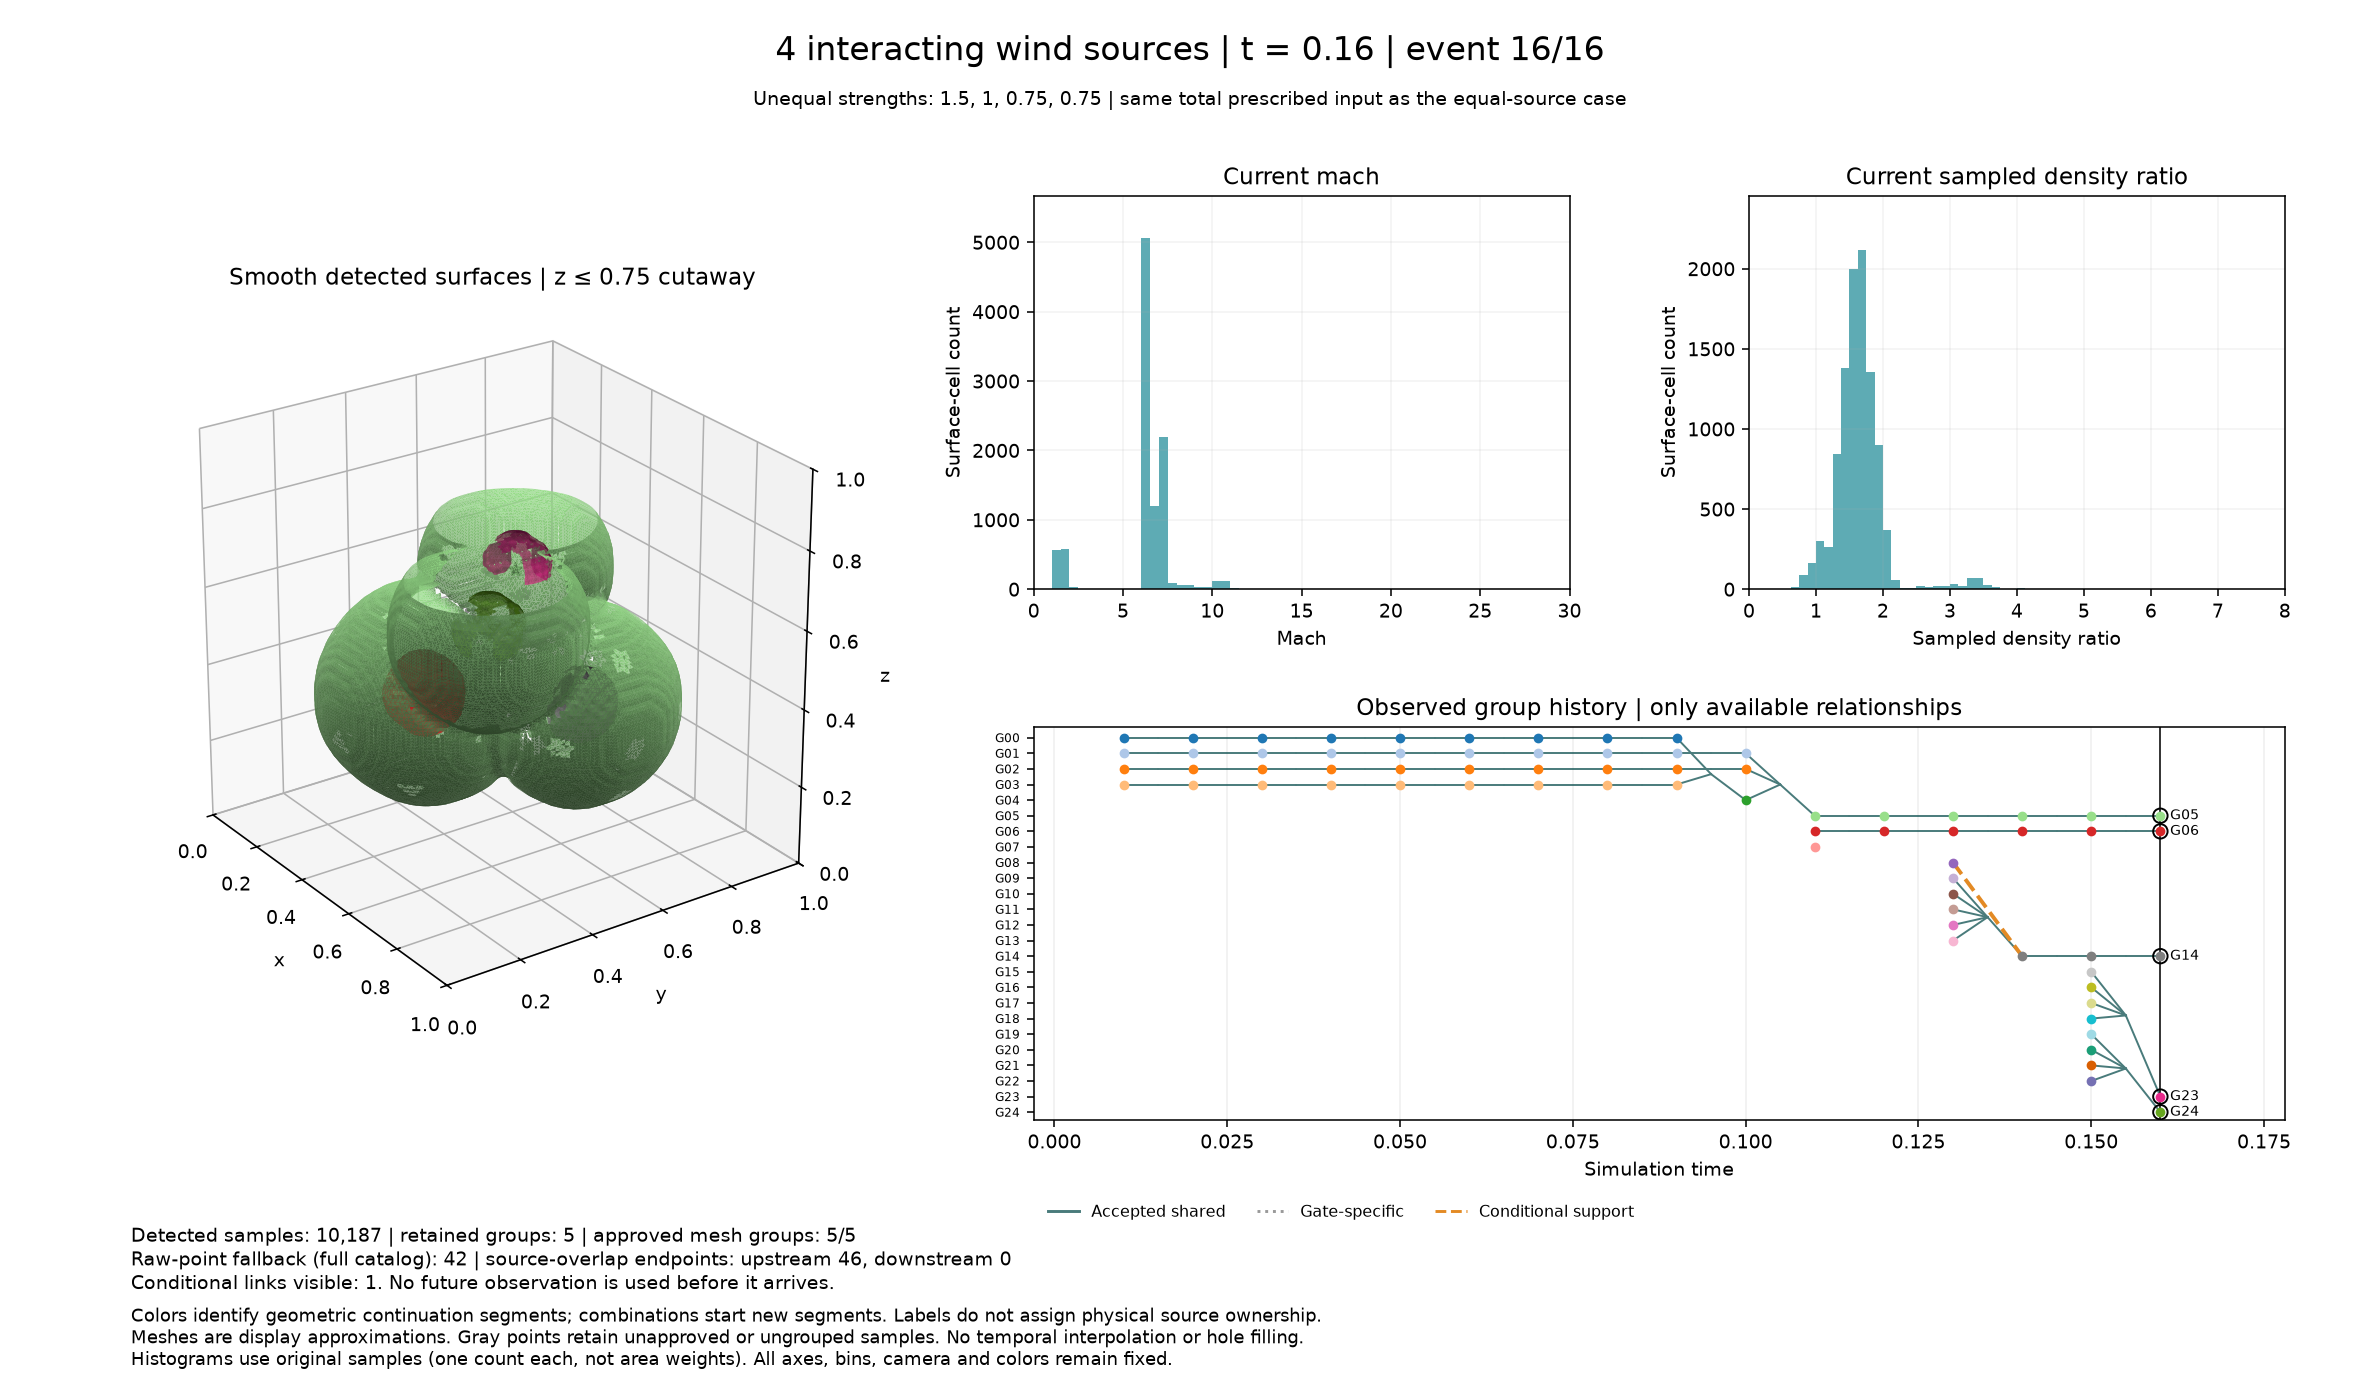 4 interacting wind sources | t = 0.16 | event 16/16
Unequal strengths: 1.5, 1, 0.75, 0.75 | same total prescribed input as the equal-source case
Smooth detected surfaces | z ≤ 0.75 cutaway
1.0
0.8
0.6
0.4
0.2
0.0
z
0.0
0.2
0.4
0.6
0.8
1.0
x
0.0
0.2
0.4
0.6
0.8
1.0
y
Current mach
Surface-cell count
5000
4000
3000
2000
1000
0
0 5 10 15 20 25 30
Mach
Current sampled density ratio
Surface-cell count
2000
1500
1000
500
0
0 1 2 3 4 5 6 7 8
Sampled density ratio
Observed group history | only available relationships
G00
G01
G02
G03
G04
G05
G06
G07
G08
G09
G10
G11
G12
G13
G14
G15
G16
G17
G18
G19
G20
G21
G22
G23
G24
G05
G06
G14
G23
G24
0.000 0.025 0.050 0.075 0.100 0.125 0.150 0.175
Simulation time
Accepted shared Gate-specific Conditional support
Detected samples: 10,187 | retained groups: 5 | approved mesh groups: 5/5
Raw-point fallback (full catalog): 42 | source-overlap endpoints: upstream 46, downstream 0
Conditional links visible: 1. No future observation is used before it arrives.
Colors identify geometric continuation segments; combinations start new segments. Labels do not assign physical source ownership.
Meshes are display approximations. Gray points retain unapproved or ungrouped samples. No temporal interpolation or hole filling.
Histograms use original samples (one count each, not area weights). All axes, bins, camera and colors remain fixed.